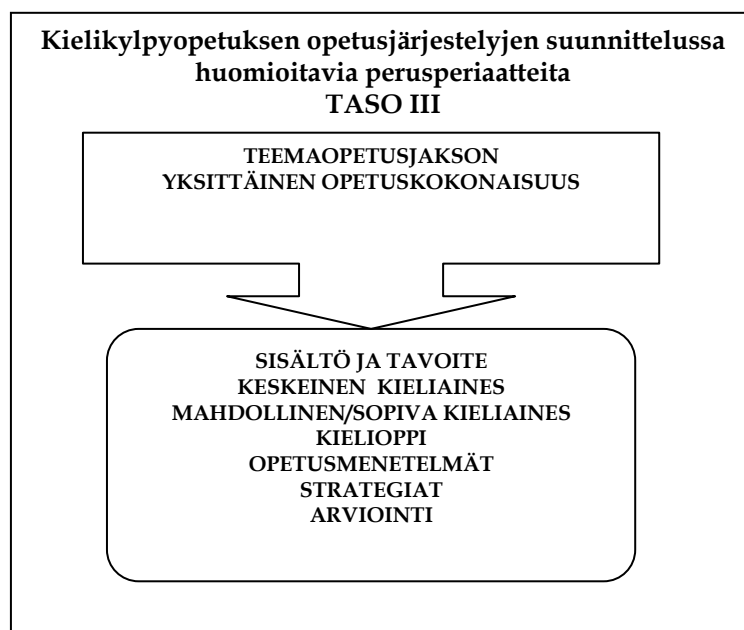 Kielikylpyopetuksen opetusjärjestelyjen suunnittelussa
huomioitavia perusperiaatteita
TASO III
TEEMAOPETUSJAKSON
YKSITTÄINEN OPETUSKOKONAISUUS
SISÄLTÖ JA TAVOITE
KESKEINEN KIELIAINES
MAHDOLLINEN/SOPIVA KIELIAINES
KIELIOPPI
OPETUSMENETELMÄT
STRATEGIAT
ARVIOINTI